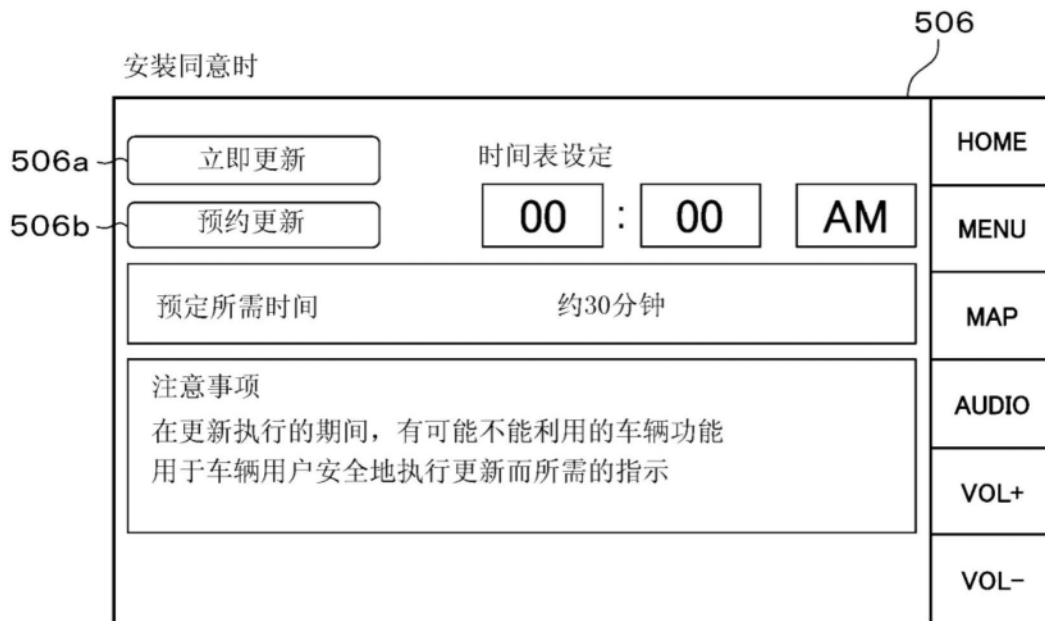 506
安装同意时
506a
立即更新
时间表设定
506b
预约更新
00 : 00 AM
预定所需时间 约30分钟
注意事项
在更新执行的期间，有可能不能利用的车辆功能
用于车辆用户安全地执行更新而所需的指示
HOME
MENU
MAP
AUDIO
VOL+
VOL-